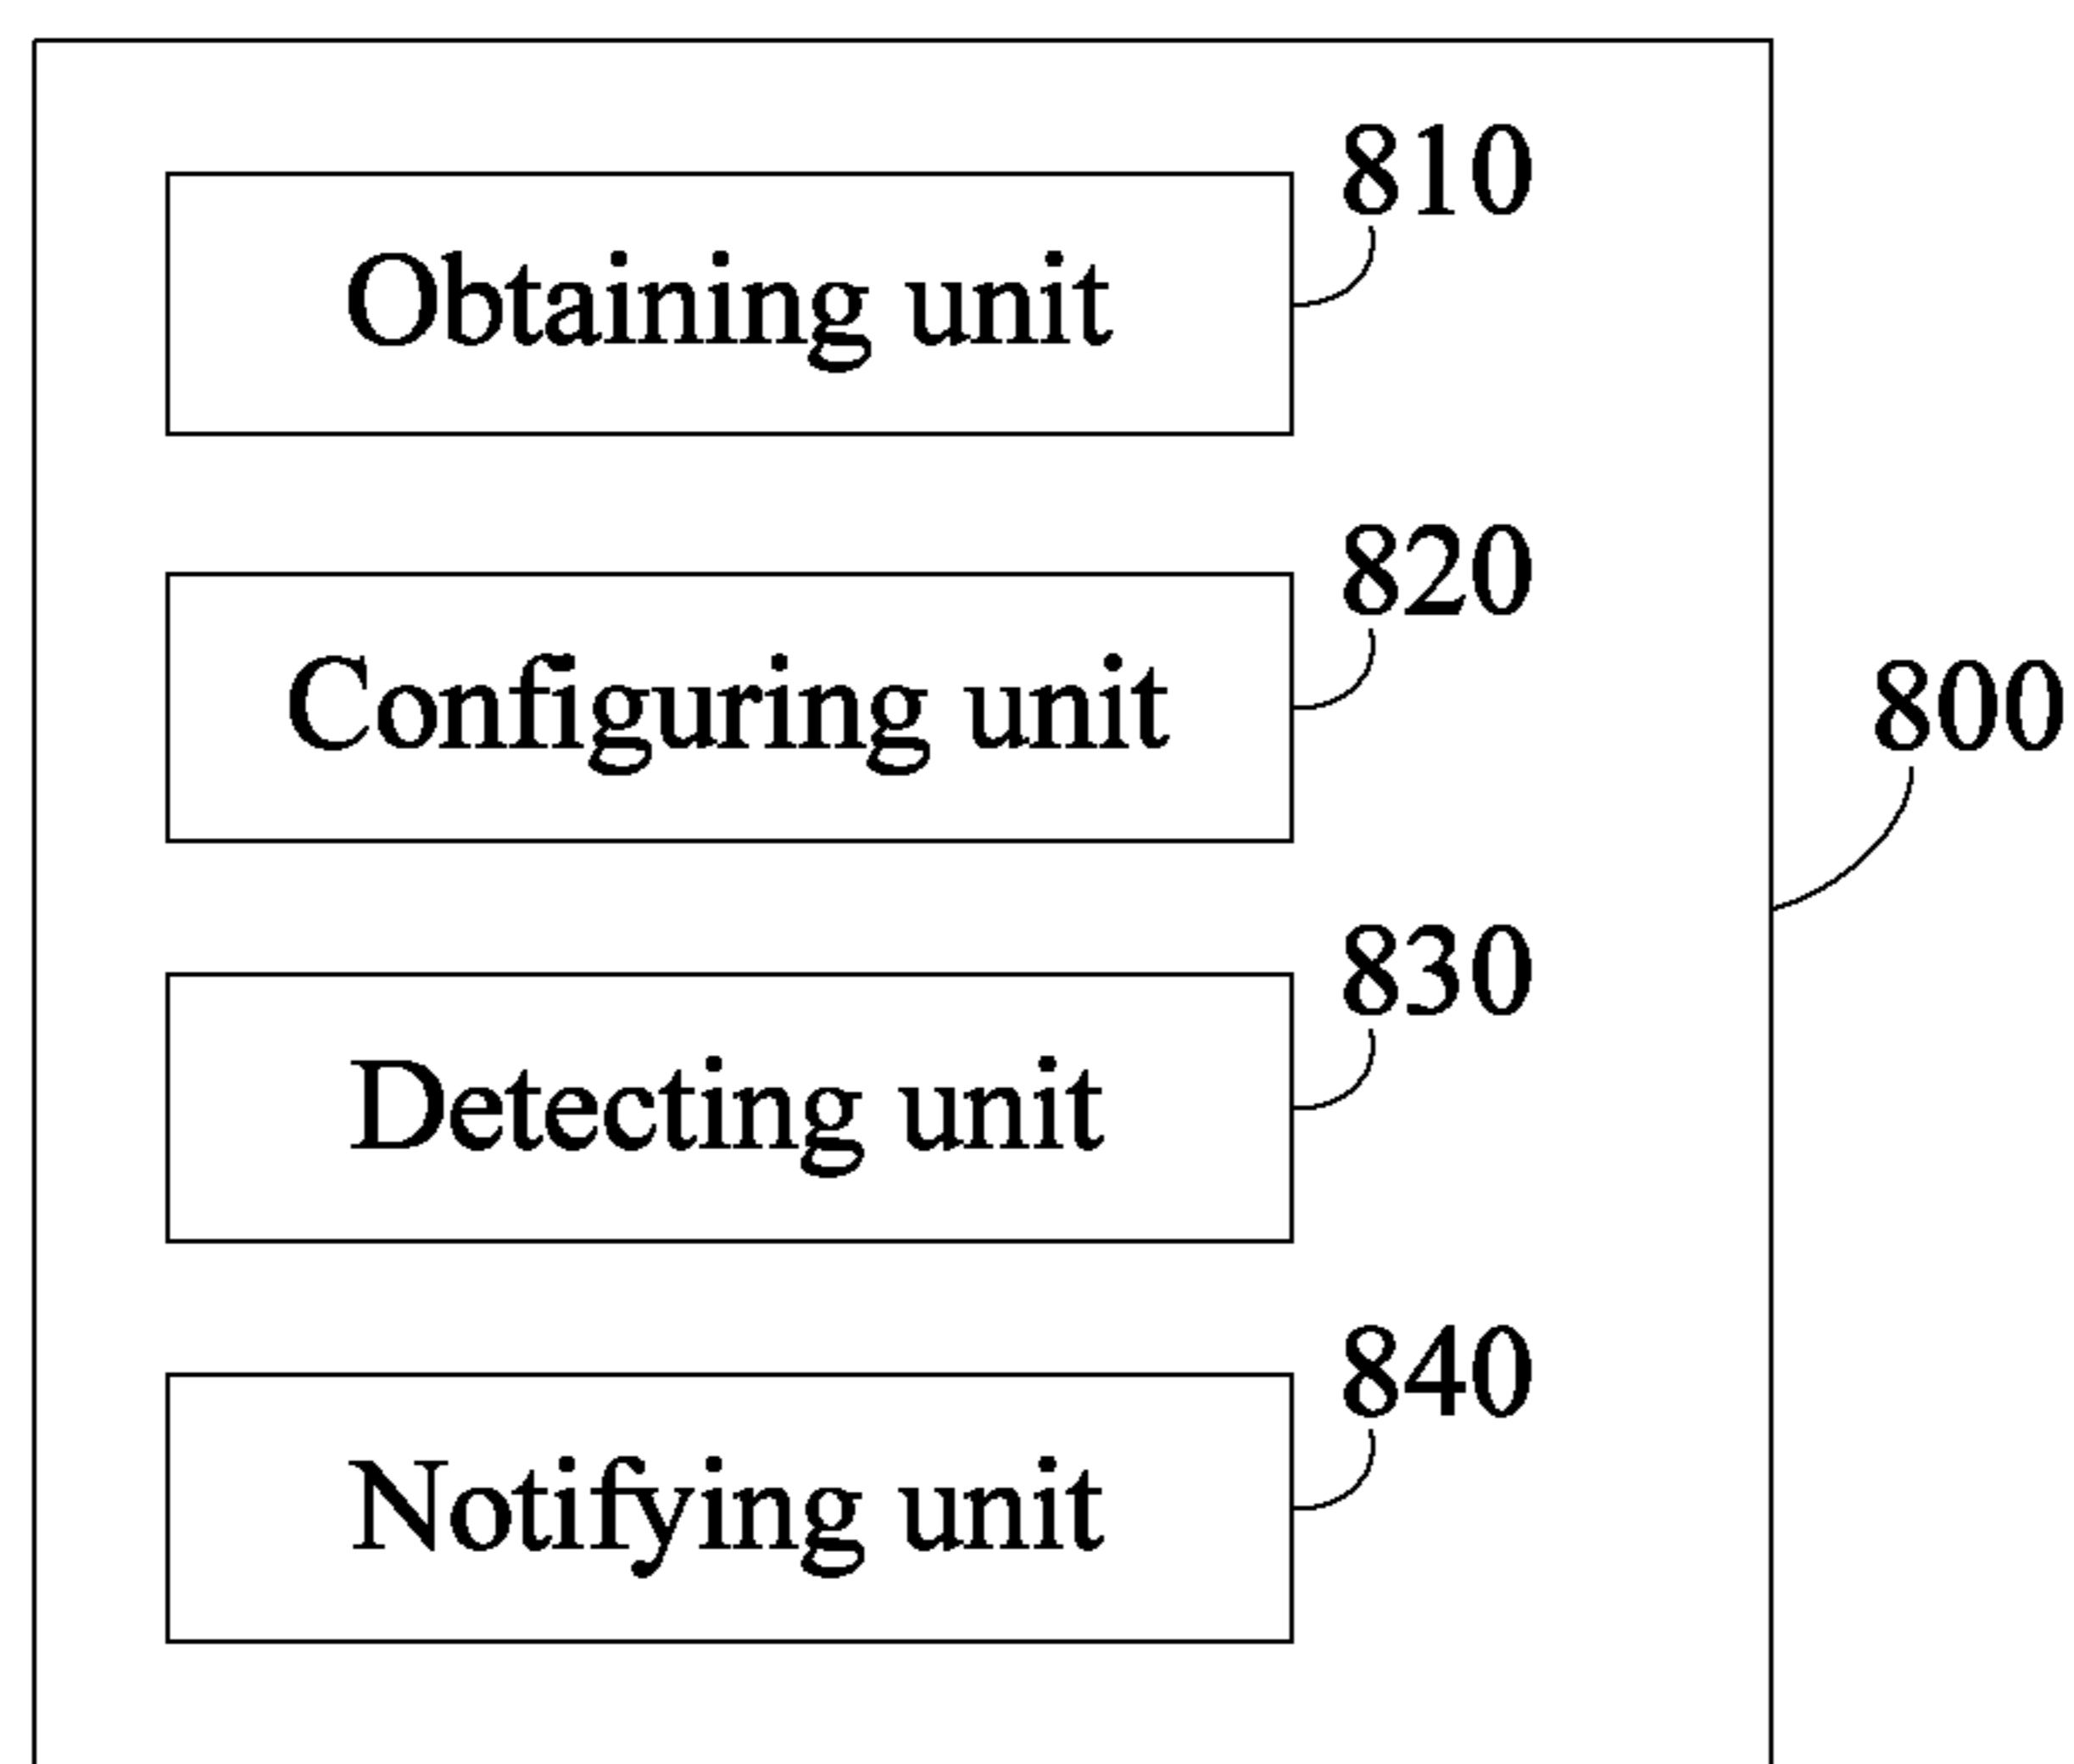 810
Obtaining unit
820
Configuring unit
800
830
Detecting unit
840
Notifying unit